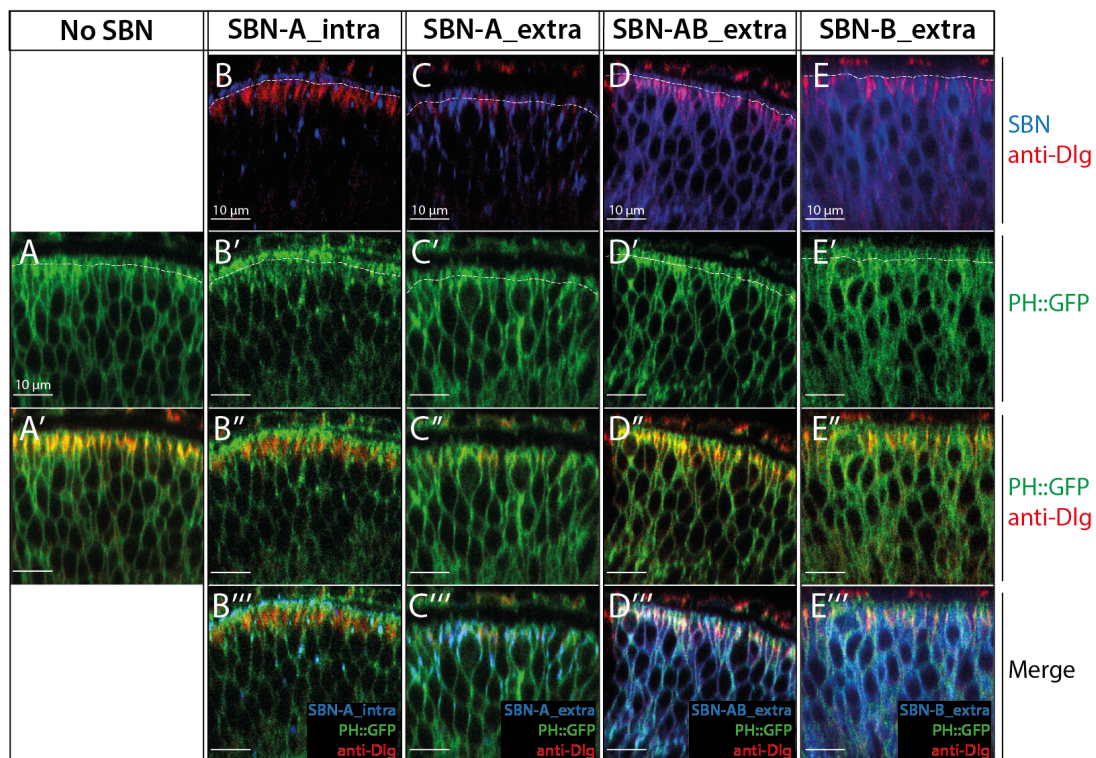 No SBN
SBN-A_intra
SBN-A_extra
SBN-AB_extra
SBN-B_extra
B
C
D
E
SBN
anti-Dlg
10 µm
10 µm
10 µm
10 µm
A
B'
C'
D'
E'
PH::GFP
10 µm
A'
B''
C''
D''
E''
PH::GFP
anti-Dlg
B'''
C'''
D'''
E'''
Merge
SBN-A_intra
PH::GFP
anti-Dlg
SBN-A_extra
PH::GFP
anti-Dlg
SBN-AB_extra
PH::GFP
anti-Dlg
SBN-B_extra
PH::GFP
anti-Dlg